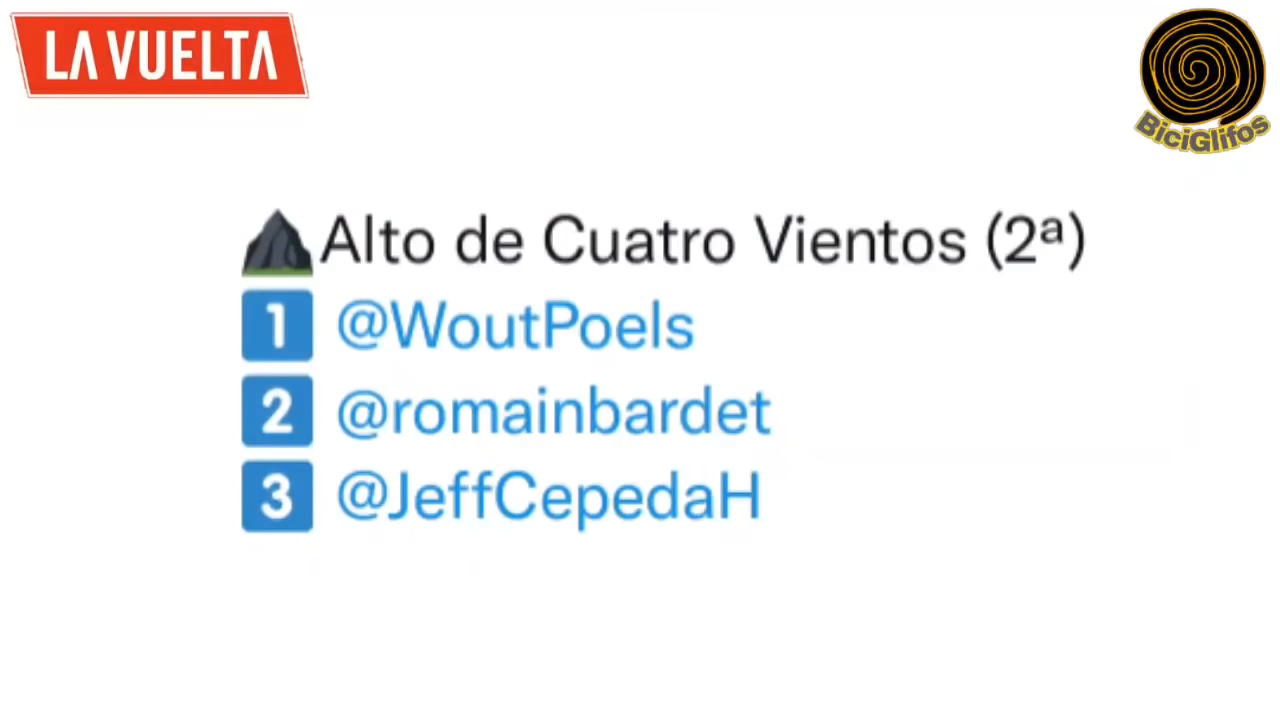 LA VUELTA
BiciGlifos
Alto de Cuatro Vientos (2ª)
1 @WoutPoels
2 @romainbardet
3 @JeffCepedaH